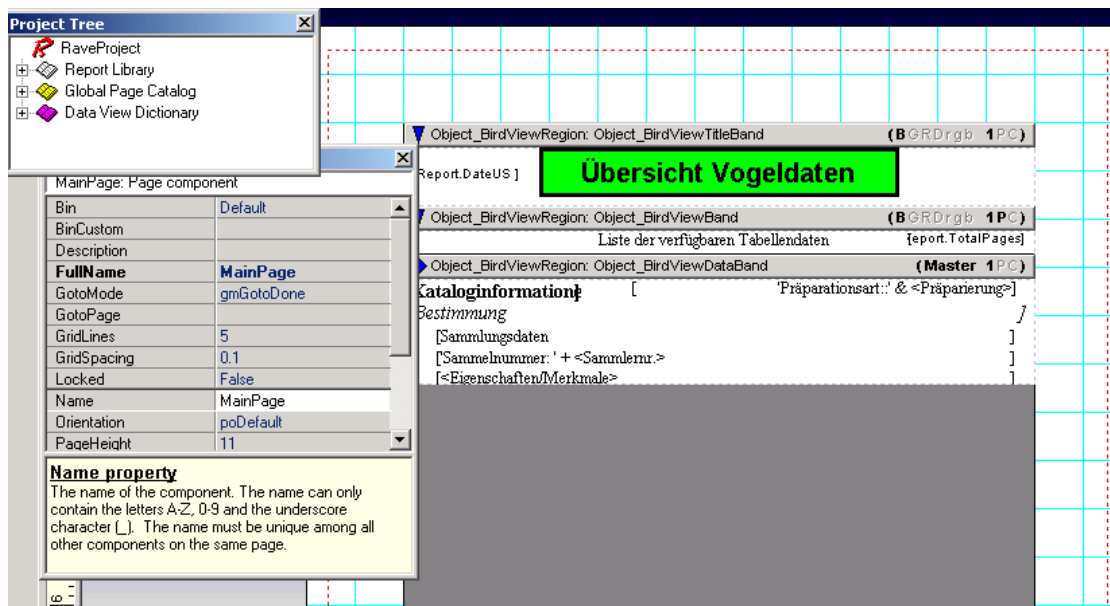 Project Tree
RaveProject
Report Library
Global Page Catalog
Data View Dictionary
MainPage: Page component
Bin Default
BinCustom
Description
FullName MainPage
GotoMode gmGotoDone
GotoPage
GridLines 5
GridSpacing 0.1
Locked False
Name MainPage
Orientation poDefault
PageHeight 11
Name property
The name of the component. The name can only
contain the letters A-Z, 0-9 and the underscore
character (_). The name must be unique among all
other components on the same page.
Object_BirdViewRegion: Object_BirdViewTitleBand (BGRDrgb 1PC)
Report.DateUS ] Übersicht Vogeldaten
Object_BirdViewRegion: Object_BirdViewBand (BGRDrgb 1PC)
Liste der verfügbaren Tabellendaten eport.TotalPages]
Object_BirdViewRegion: Object_BirdViewDataBand (Master 1PC)
Kataloginformation [ 'Präparationsart::' & <Präparierung>]
Bestimmung ]
[Sammlungsdaten ]
['Sammelnummer: ' + <Sammlernr.> ]
[<Eigenschaften/Merkmale> ]